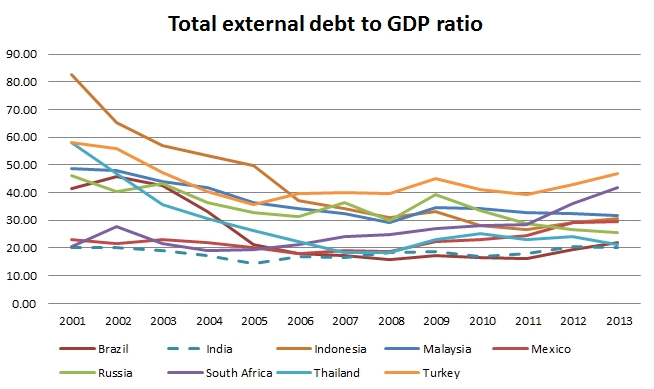 Total external debt to GDP ratio
90.00
80.00
70.00
60.00
50.00
40.00
30.00
20.00
10.00
0.00
2001 2002 2003 2004 2005 2006 2007 2008 2009 2010 2011 2012 2013
Brazil India Indonesia Malaysia Mexico
Russia South Africa Thailand Turkey